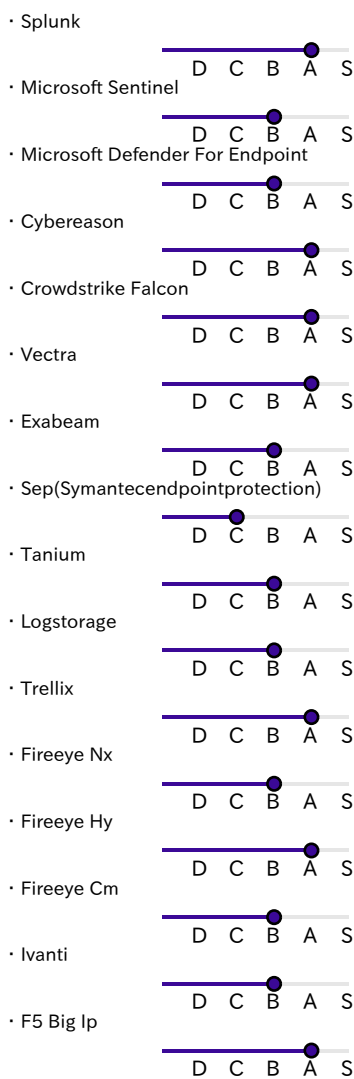 ・Splunk
D C B A S
・Microsoft Sentinel
D C B A S
・Microsoft Defender For Endpoint
D C B A S
・Cybereason
D C B A S
・Crowdstrike Falcon
D C B A S
・Vectra
D C B A S
・Exabeam
D C B A S
・Sep(Symantecendpointprotection)
D C B A S
・Tanium
D C B A S
・Logstorage
D C B A S
・Trellix
D C B A S
・Fireeye Nx
D C B A S
・Fireeye Hy
D C B A S
・Fireeye Cm
D C B A S
・Ivanti
D C B A S
・F5 Big Ip
D C B A S